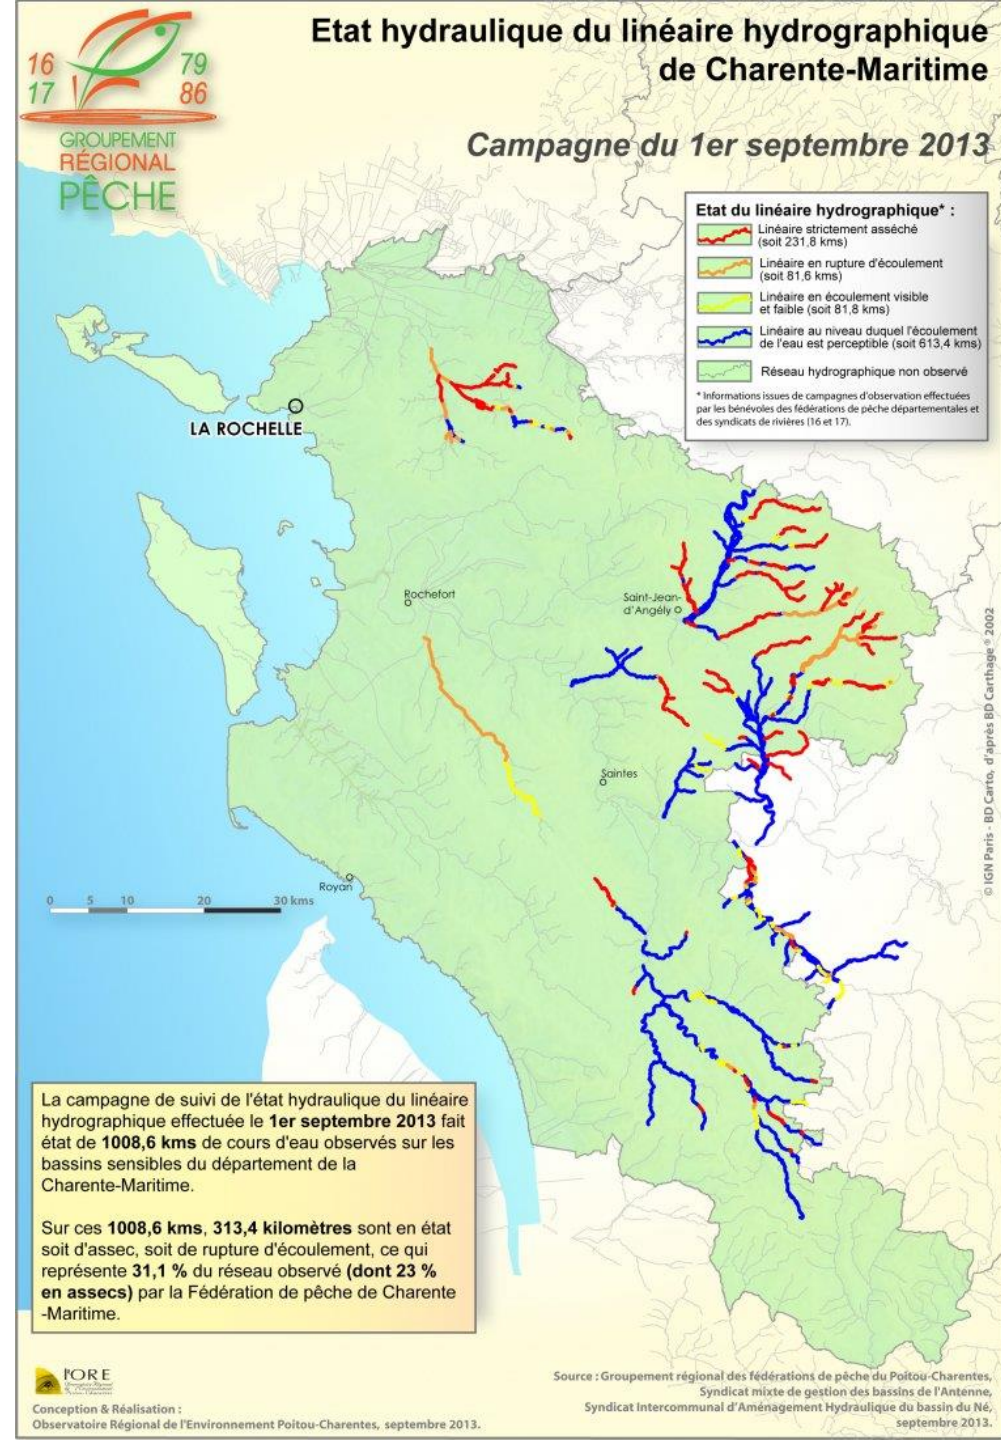 Etat hydraulique du linéaire hydrographique
de Charente-Maritime
Campagne du 1er septembre 2013
16 79
17 86
GROUPEMENT
RÉGIONAL
PÊCHE
Etat du linéaire hydrographique* :
Linéaire strictement asséché
(soit 231,8 kms)
Linéaire en rupture d'écoulement
(soit 81,6 kms)
Linéaire en écoulement visible
et faible (soit 81,8 kms)
Linéaire au niveau duquel l'écoulement
de l'eau est perceptible (soit 613,4 kms)
Réseau hydrographique non observé
* Informations issues de campagnes d'observation effectuées
par les bénévoles des fédérations de pêche départementales et
des syndicats de rivières (16 et 17).
LA ROCHELLE
Rochefort
Saint-Jean-
d'Angély
Saintes
Royan
0 5 10 20 30 kms
© IGN Paris - BD Carto, d'après BD Carthage ® 2002
La campagne de suivi de l'état hydraulique du linéaire
hydrographique effectuée le 1er septembre 2013 fait
état de 1008,6 kms de cours d'eau observés sur les
bassins sensibles du département de la
Charente-Maritime.
Sur ces 1008,6 kms, 313,4 kilomètres sont en état
soit d'assec, soit de rupture d'écoulement, ce qui
représente 31,1 % du réseau observé (dont 23 %
en assecs) par la Fédération de pêche de Charente
-Maritime.
l'ORE
Conception & Réalisation :
Observatoire Régional de l'Environnement Poitou-Charentes, septembre 2013.
Source : Groupement régional des fédérations de pêche du Poitou-Charentes,
Syndicat mixte de gestion des bassins de l'Antenne,
Syndicat Intercommunal d'Aménagement Hydraulique du bassin du Né,
septembre 2013.